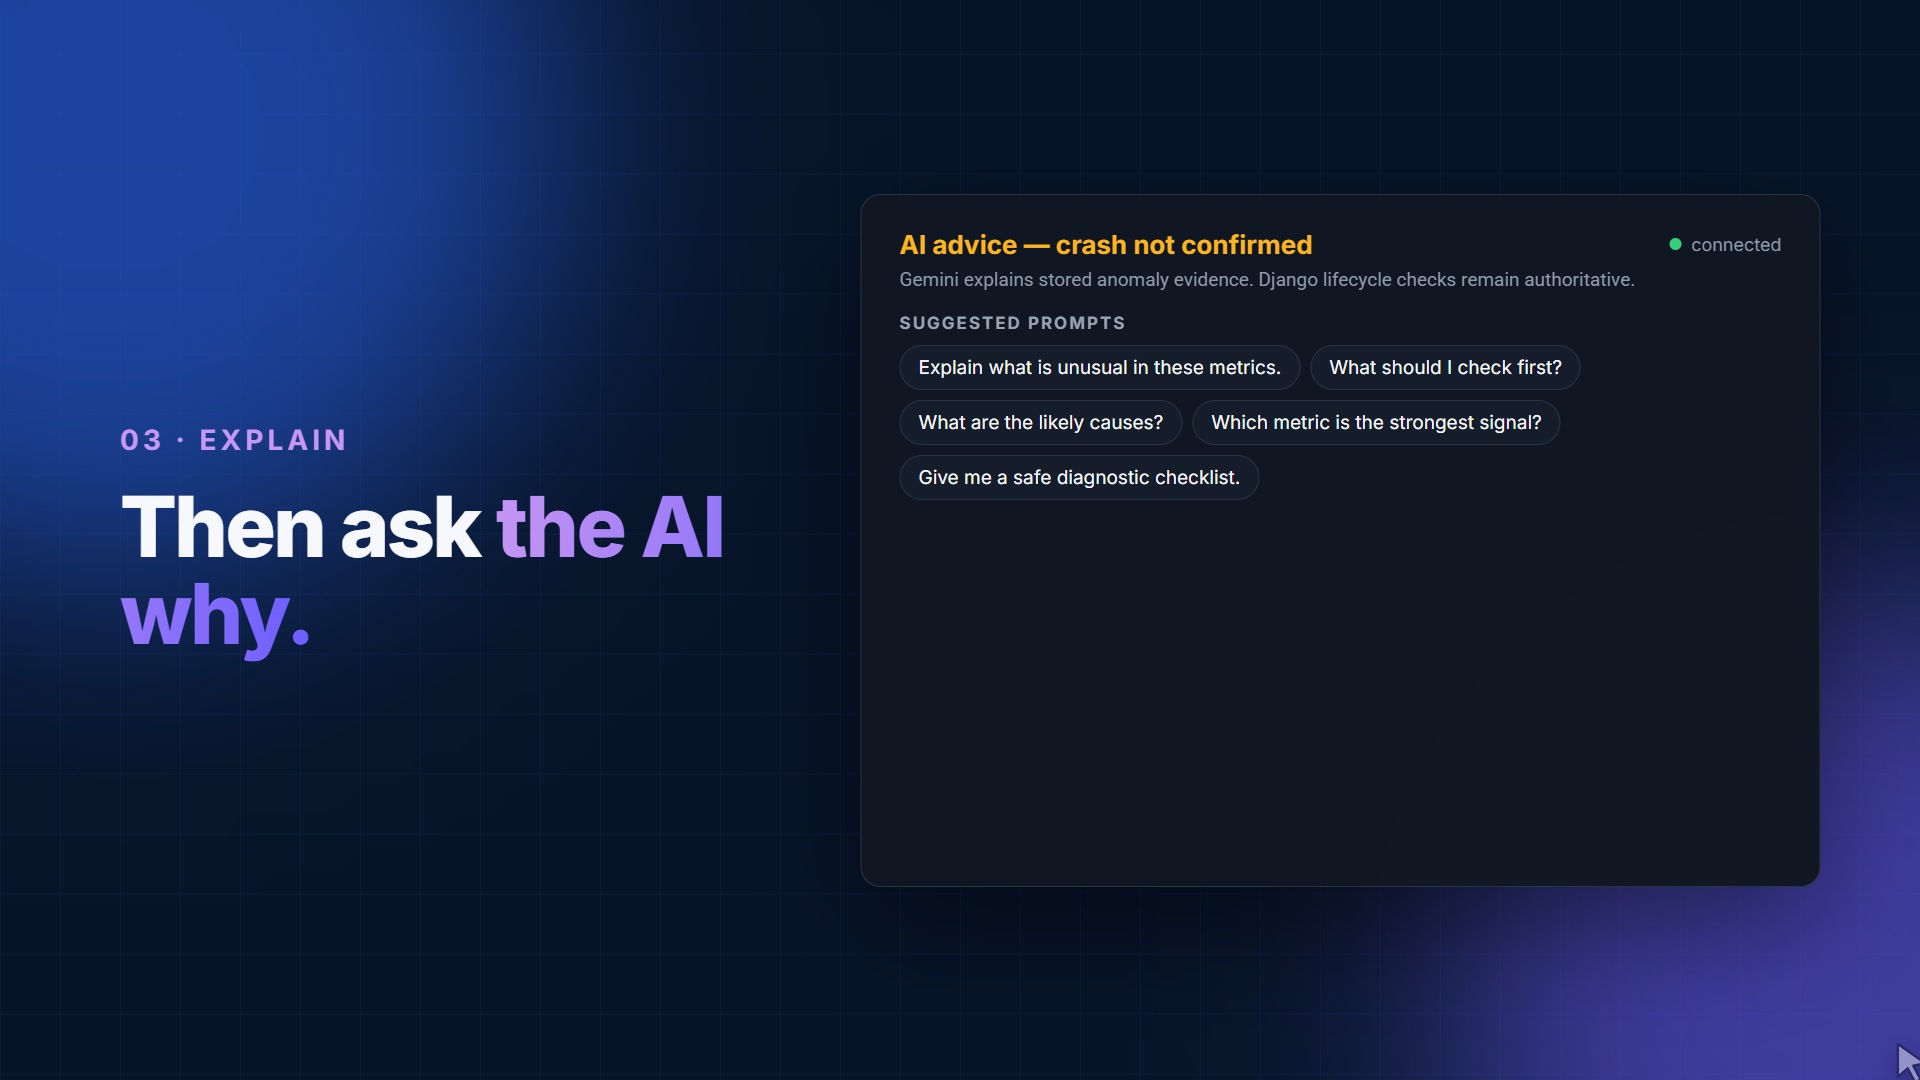 03 · EXPLAIN
Then ask the AI
why.
AI advice — crash not confirmed
connected
Gemini explains stored anomaly evidence. Django lifecycle checks remain authoritative.
SUGGESTED PROMPTS
Explain what is unusual in these metrics.
What should I check first?
What are the likely causes?
Which metric is the strongest signal?
Give me a safe diagnostic checklist.